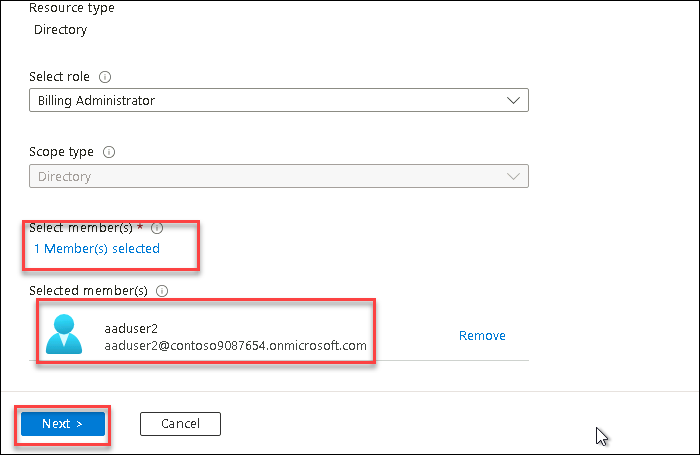 Resource type
Directory
Select role
Billing Administrator
Scope type
Directory
Select member(s) *
1 Member(s) selected
Selected member(s)
aaduser2
aaduser2@contoso9087654.onmicrosoft.com
Remove
Next >
Cancel